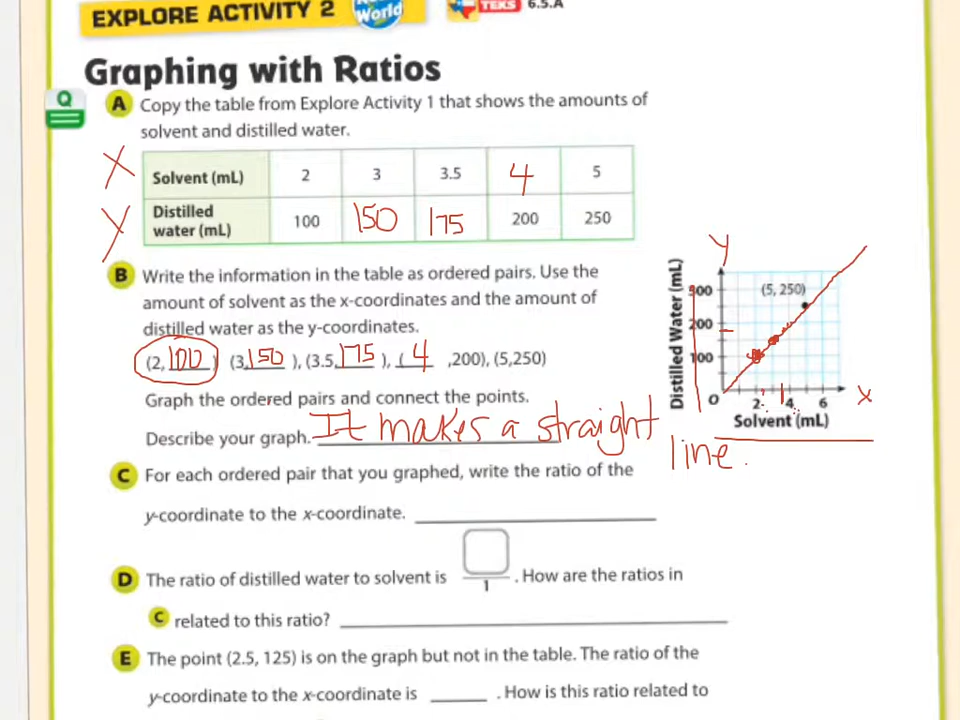 EXPLORE ACTIVITY 2
World
TEKS 6.5.A
Graphing with Ratios
Q
A Copy the table from Explore Activity 1 that shows the amounts of
solvent and distilled water.
X Solvent (mL) 2 3 3.5 4 5
Y Distilled water (mL) 100 150 175 200 250
B Write the information in the table as ordered pairs. Use the
amount of solvent as the x-coordinates and the amount of
distilled water as the y-coordinates.
(2, 100), (3, 150), (3.5, 175), (4, 200), (5,250)
Graph the ordered pairs and connect the points.
Describe your graph. It makes a straight
line.
y
Distilled Water (mL)
300
(5, 250)
200
100
O 2 4 6 X
Solvent (mL)
C For each ordered pair that you graphed, write the ratio of the
y-coordinate to the x-coordinate.
D The ratio of distilled water to solvent is /1. How are the ratios in
C related to this ratio?
E The point (2.5, 125) is on the graph but not in the table. The ratio of the
y-coordinate to the x-coordinate is ______. How is this ratio related to